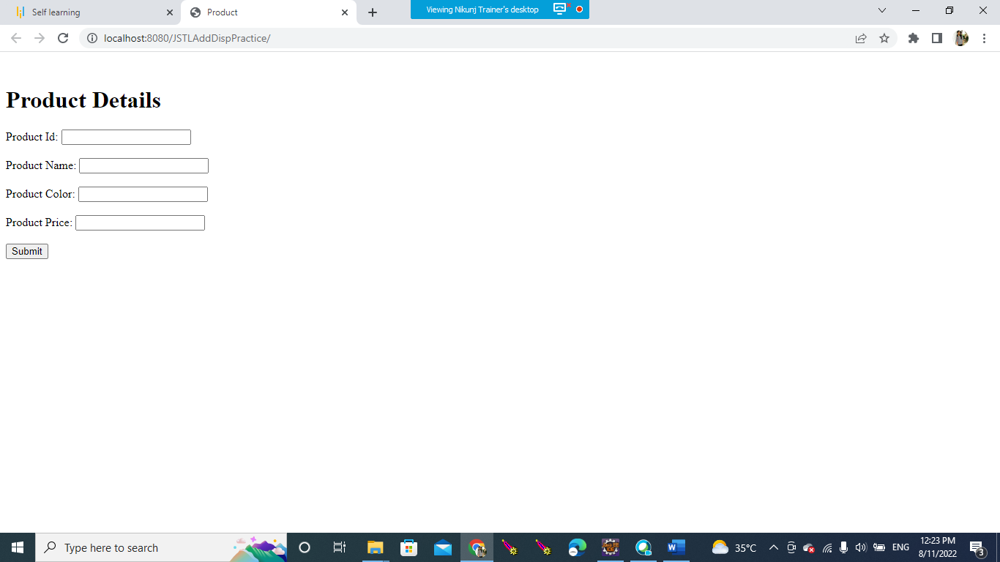 Self learning
Product
Viewing Nikunj Trainer's desktop
localhost:8080/JSTLAddDispPractice/
Product Details
Product Id:
Product Name:
Product Color:
Product Price:
Submit
Type here to search
35°C
ENG
12:23 PM
8/11/2022
3